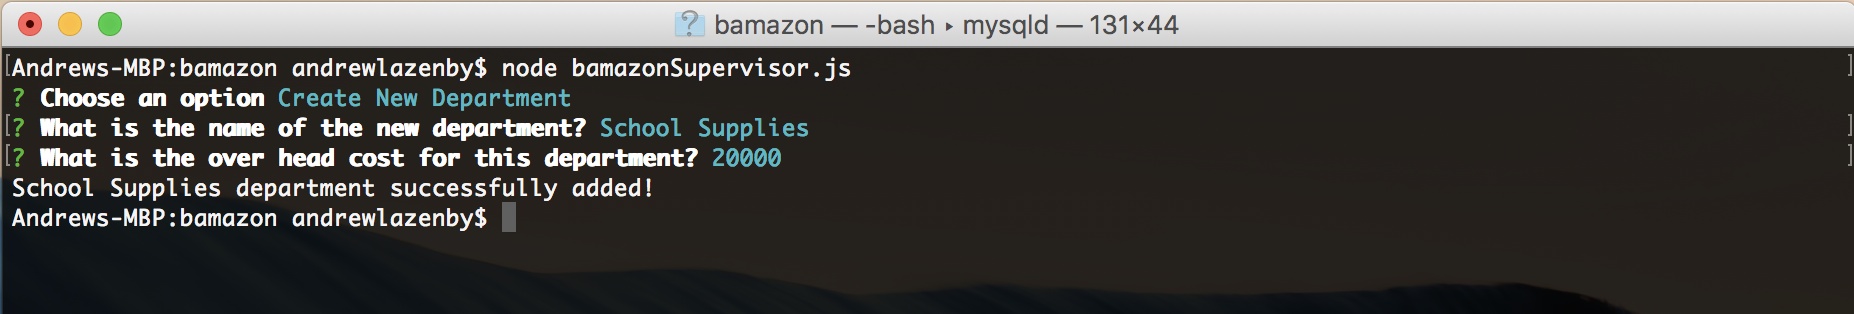 bamazon — -bash ▸ mysqld — 131×44
[Andrews-MBP:bamazon andrewlazenby$ node bamazonSupervisor.js ]
? Choose an option Create New Department
[? What is the name of the new department? School Supplies ]
[? What is the over head cost for this department? 20000 ]
School Supplies department successfully added!
Andrews-MBP:bamazon andrewlazenby$